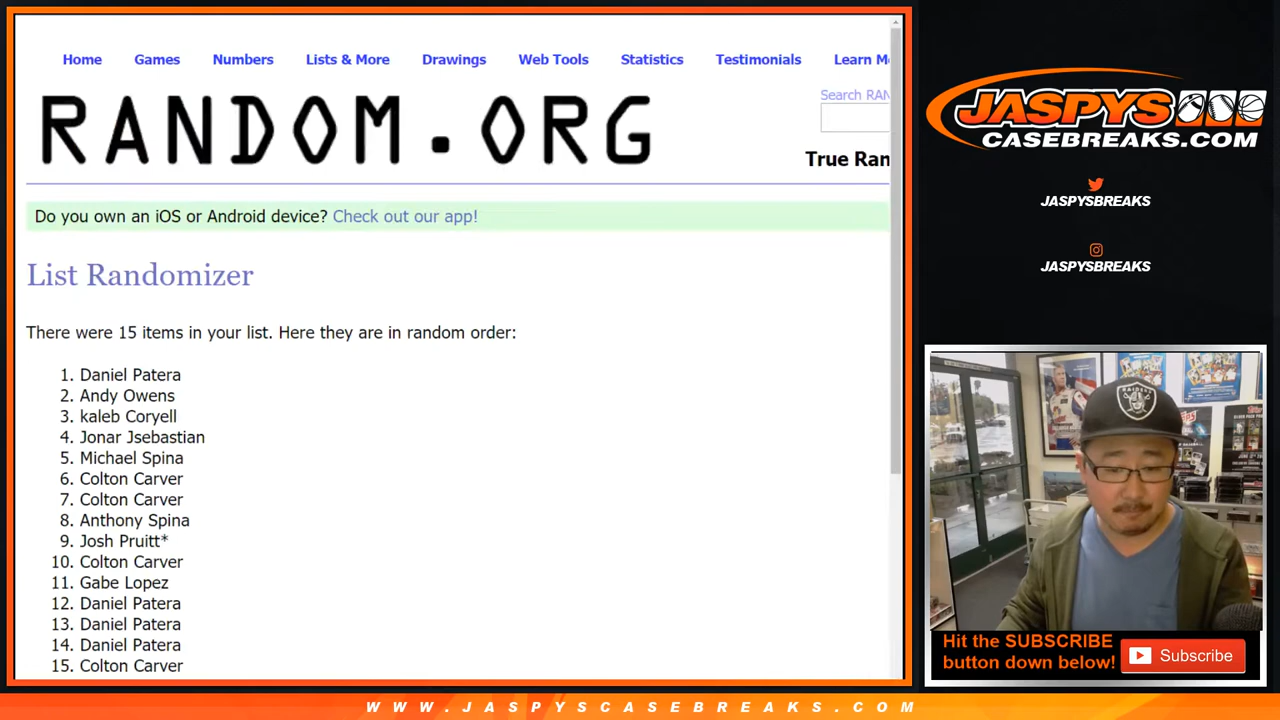 Home Games Numbers Lists & More Drawings Web Tools Statistics Testimonials Learn
RANDOM.ORG
Search
True
Do you own an iOS or Android device? Check out our app!
List Randomizer
There were 15 items in your list. Here they are in random order:
1. Daniel Patera
2. Andy Owens
3. kaleb Coryell
4. Jonar Jsebastian
5. Michael Spina
6. Colton Carver
7. Colton Carver
8. Anthony Spina
9. Josh Pruitt*
10. Colton Carver
11. Gabe Lopez
12. Daniel Patera
13. Daniel Patera
14. Daniel Patera
15. Colton Carver
JASPYS
CASEBREAKS.COM
JASPYSBREAKS
JASPYSBREAKS
RAIDERS
Hit the SUBSCRIBE
button down below!
Subscribe
WWW.JASPYSCASEBREAKS.COM